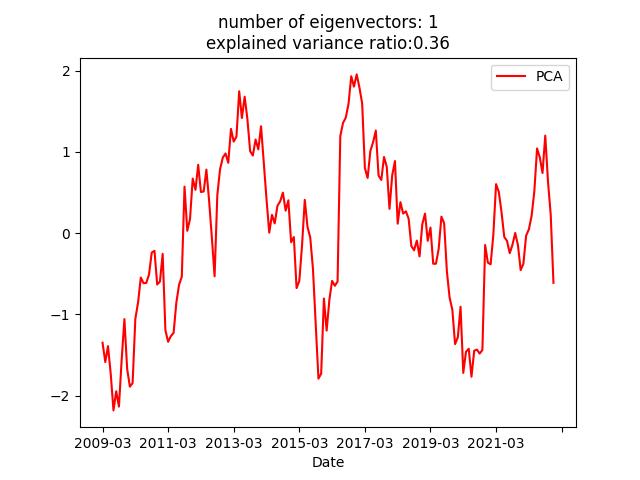 number of eigenvectors: 1
explained variance ratio:0.36
PCA
2
1
0
−1
−2
2009-03 2011-03 2013-03 2015-03 2017-03 2019-03 2021-03
Date